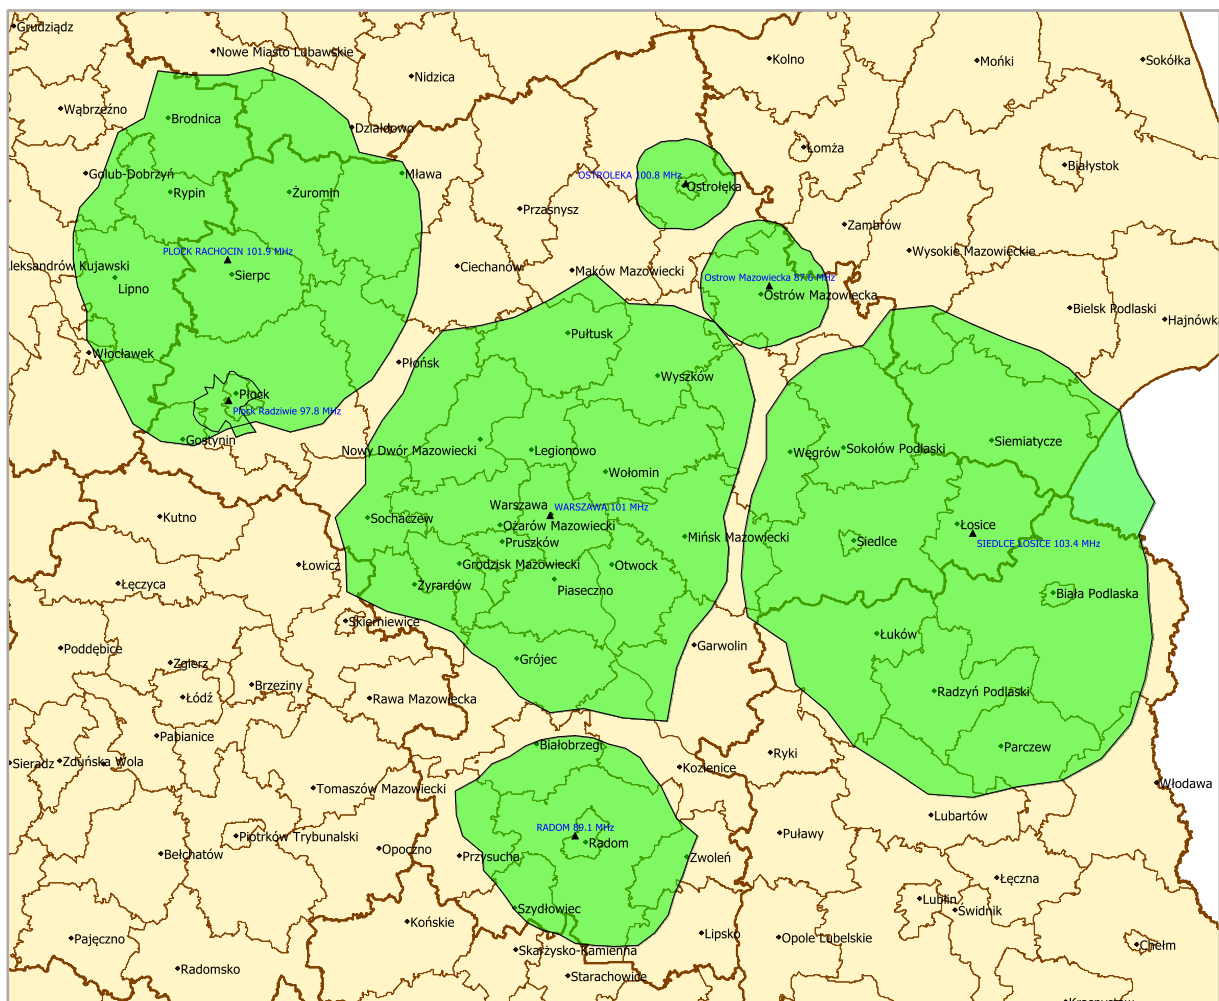 Grudziądz
Nowe Miasto Lubawskie
Kolno
Mońki
Sokółka
Nidzica
Wąbrzeźno
Brodnica
Działdowo
Łomża
Białystok
Golub-Dobrzyń
Mława
OSTROLEKA 100.8 MHz
Ostrołęka
Rypin
Żuromin
Przasnysz
Zambrów
Wysokie Mazowieckie
PLOCK RACHOCIN 101.9 MHz
Aleksandrów Kujawski
Sierpc
Ciechanów
Maków Mazowiecki
Ostrow Mazowiecka 87.6 MHz
Lipno
Ostrów Mazowiecka
Bielsk Podlaski
Hajnówka
Pułtusk
Włocławek
Płońsk
Wyszków
Płock
Plock Radziwie 97.8 MHz
Gostynin
Nowy Dwór Mazowiecki
Legionowo
Węgrów
Sokołów Podlaski
Siemiatycze
Wołomin
Warszawa
WARSZAWA 101 MHz
Kutno
Sochaczew
Ożarów Mazowiecki
Łosice
Pruszków
Mińsk Mazowiecki
Siedlce
SIEDLCE LOSICE 103.4 MHz
Łowicz
Grodzisk Mazowiecki
Otwock
Łęczyca
Żyrardów
Piaseczno
Biała Podlaska
Skierniewice
Łuków
Poddębice
Garwolin
Zgierz
Grójec
Brzeziny
Łódź
Rawa Mazowiecka
Radzyń Podlaski
Pabianice
Białobrzegi
Parczew
Sieradz
Zduńska Wola
Ryki
Kozienice
Włodawa
Tomaszów Mazowiecki
Lubartów
RADOM 89.1 MHz
Piotrków Trybunalski
Radom
Puławy
Bełchatów
Opoczno
Przysucha
Zwoleń
Łęczna
Lublin
Szydłowiec
Świdnik
Końskie
Pajęczno
Lipsko
Opole Lubelskie
Chełm
Skarżysko-Kamienna
Radomsko
Starachowice
Krasnystaw